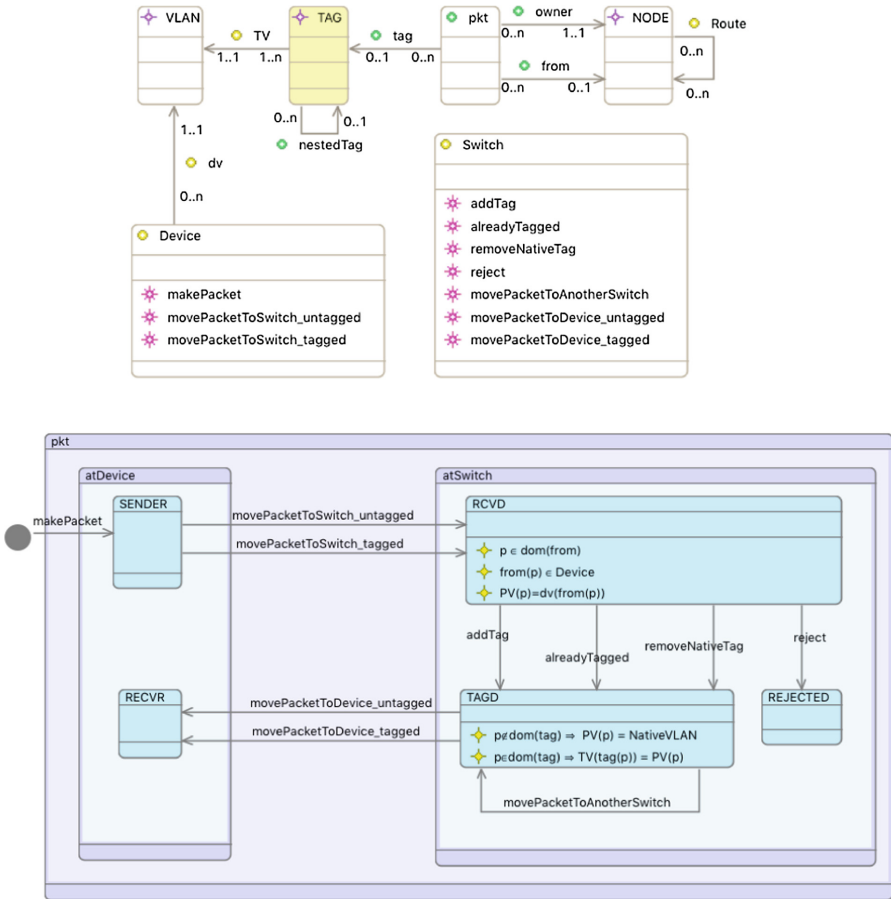 VLAN
TV
TAG
tag
pkt
owner
NODE
Route
1..1
1..n
0..1
0..n
0..n
1..1
0..n
from
0..n
0..1
0..n
0..n
0..1
nestedTag
1..1
dv
0..n
Switch
addTag
alreadyTagged
removeNativeTag
reject
movePacketToAnotherSwitch
movePacketToDevice_untagged
movePacketToDevice_tagged
Device
makePacket
movePacketToSwitch_untagged
movePacketToSwitch_tagged
pkt
atDevice
atSwitch
SENDER
RCVD
makePacket
movePacketToSwitch_untagged
movePacketToSwitch_tagged
p ∈ dom(from)
from(p) ∈ Device
PV(p)=dv(from(p))
addTag
alreadyTagged
removeNativeTag
reject
RECVR
movePacketToDevice_untagged
movePacketToDevice_tagged
TAGD
REJECTED
p∉dom(tag) ⇒ PV(p) = NativeVLAN
p∈dom(tag) ⇒ TV(tag(p)) = PV(p)
movePacketToAnotherSwitch